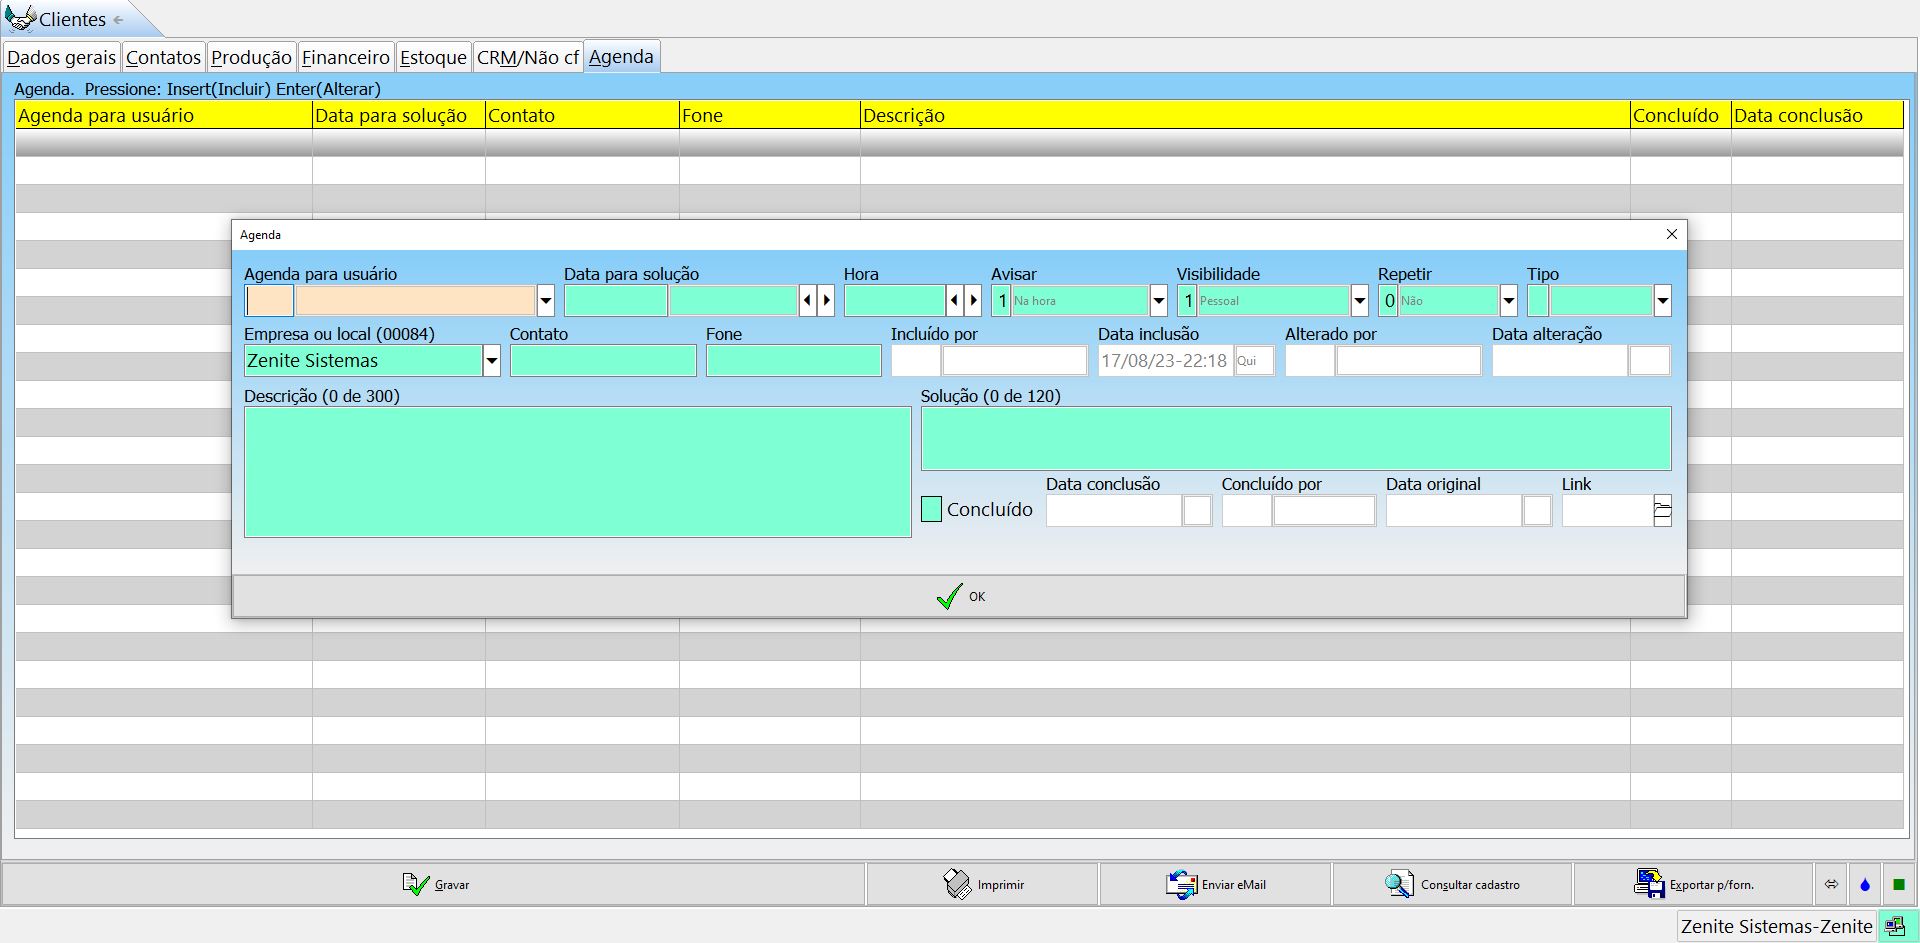 Clientes
Dados gerais Contatos Produção Financeiro Estoque CRM/Não cf Agenda
Agenda. Pressione: Insert(Incluir) Enter(Alterar)
Agenda para usuário Data para solução Contato Fone Descrição Concluído Data conclusão
Agenda
Agenda para usuário Data para solução Hora Avisar Visibilidade Repetir Tipo
1 Na hora 1 Pessoal 0 Não
Empresa ou local (00084) Contato Fone Incluído por Data inclusão Alterado por Data alteração
Zenite Sistemas 17/08/23-22:18 Qui
Descrição (0 de 300) Solução (0 de 120)
Data conclusão Concluído por Data original Link
Concluído
OK
Gravar Imprimir Enviar eMail Consultar cadastro Exportar p/forn.
Zenite Sistemas-Zenite